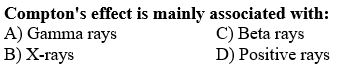 Compton's effect is mainly associated with:
A) Gamma rays C) Beta rays
B) X-rays D) Positive rays